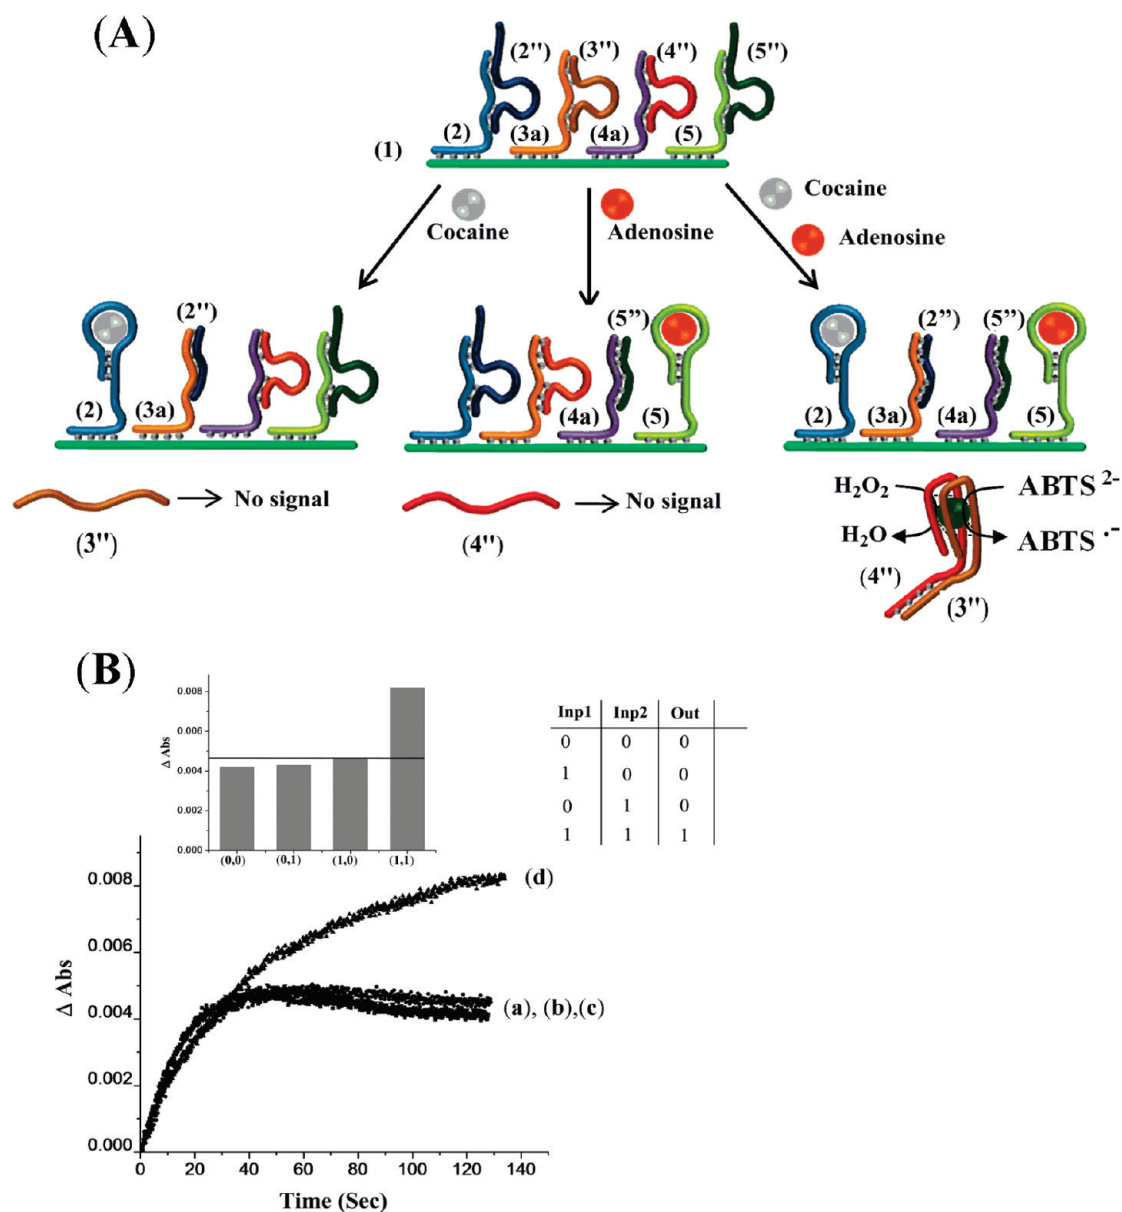 (A)
(2'') (3'') (4'') (5'')
(2) (3a) (4a) (5)
(1)
Cocaine
Adenosine
Cocaine
Adenosine
(2'')
(2) (3a)
(5’’)
(4a) (5)
(2’’) (5’’)
(2) (3a) (4a) (5)
No signal
(3'')
No signal
(4'')
H2O2 ABTS 2-
H2O ABTS ·-
(4'')
(3'')
(B)
Δ Abs
0.008
0.006
0.004
0.002
0.000
(0,0) (0,1) (1,0) (1,1)
Inp1 Inp2 Out
0 0 0
1 0 0
0 1 0
1 1 1
Δ Abs
0.008
0.006
0.004
0.002
0.000
(d)
(a), (b),(c)
0 20 40 60 80 100 120 140
Time (Sec)